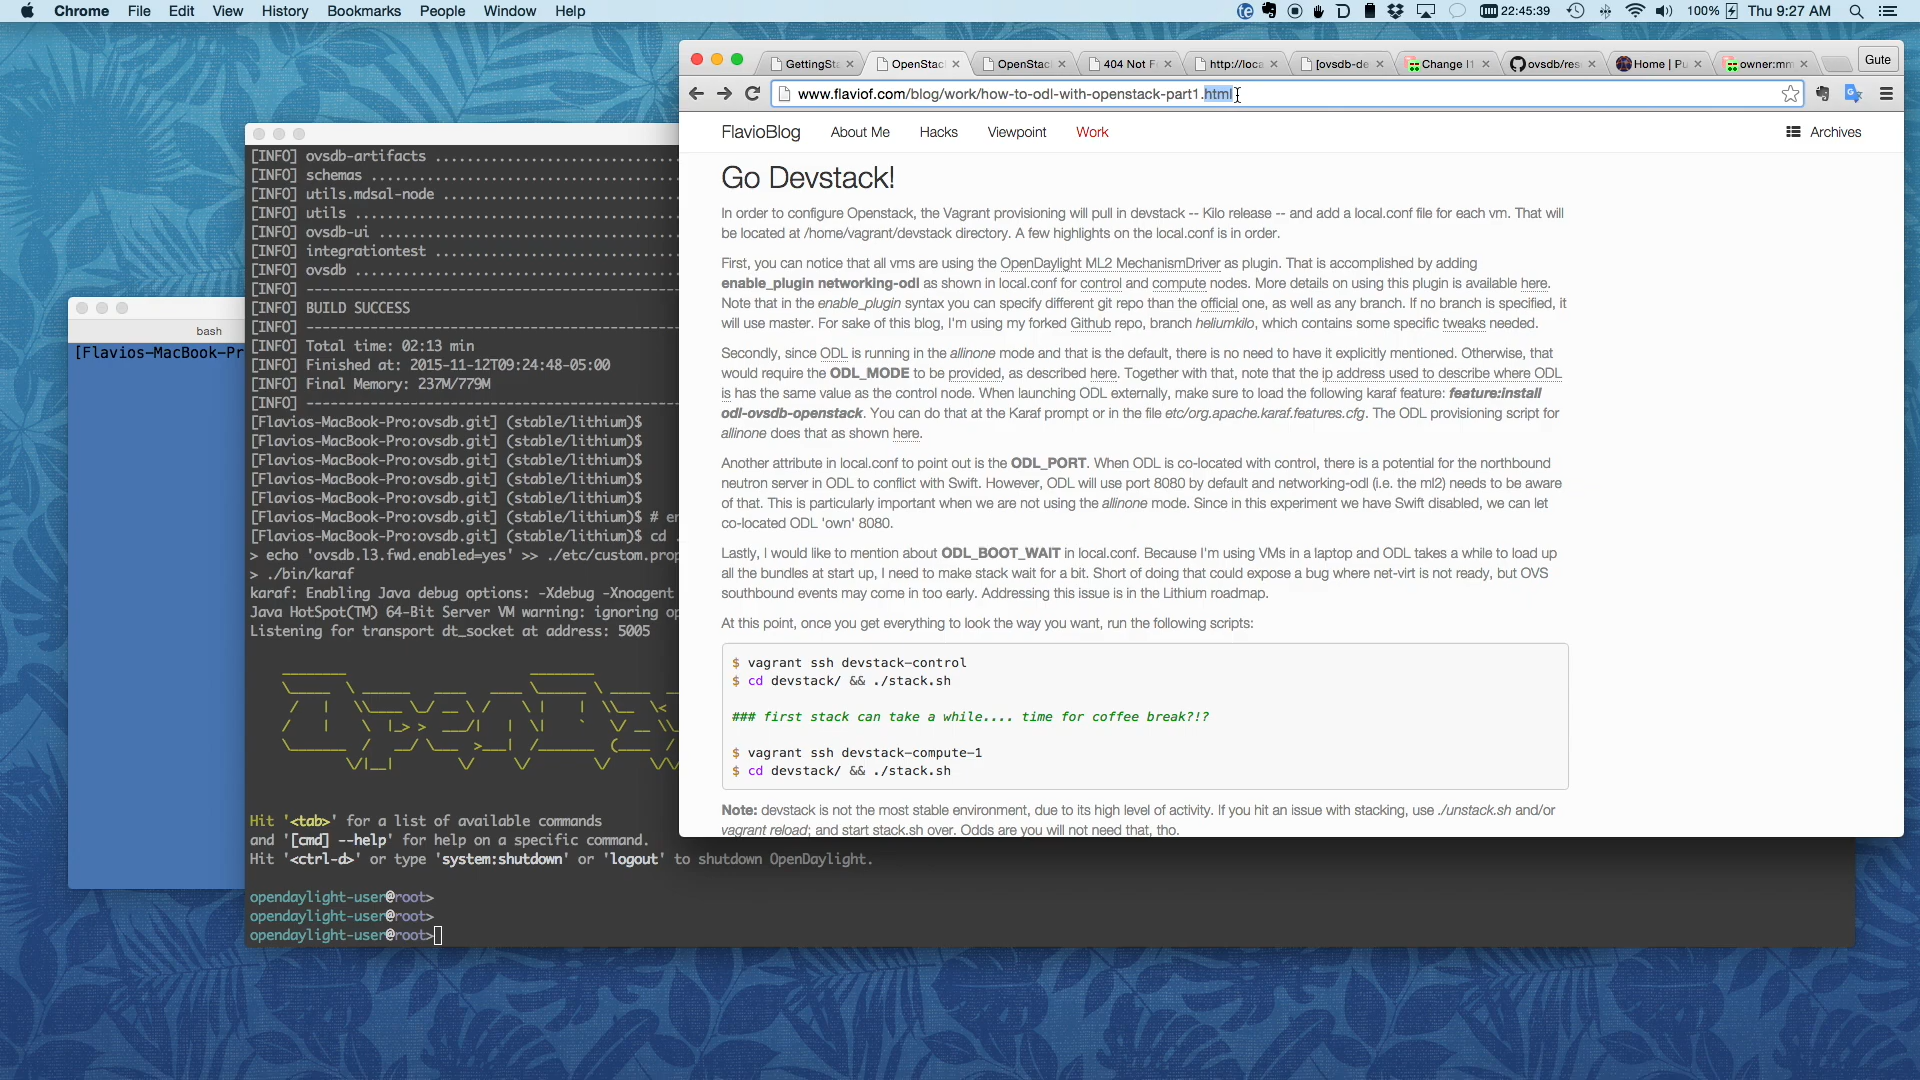 Chrome File Edit View History Bookmarks People Window Help
22:45:39 100% Thu 9:27 AM
GettingSta
OpenStac
OpenStac
404 Not F
http://loca
[ovsdb-de
Change I1
ovsdb/res
Home | Pu
owner:mm
Gute
www.flaviof.com/blog/work/how-to-odl-with-openstack-part1.html
FlavioBlog About Me Hacks Viewpoint Work Archives
Go Devstack!
In order to configure Openstack, the Vagrant provisioning will pull in devstack -- Kilo release -- and add a local.conf file for each vm. That will
be located at /home/vagrant/devstack directory. A few highlights on the local.conf is in order.
First, you can notice that all vms are using the OpenDaylight ML2 MechanismDriver as plugin. That is accomplished by adding
enable_plugin networking-odl as shown in local.conf for control and compute nodes. More details on using this plugin is available here.
Note that in the enable_plugin syntax you can specify different git repo than the official one, as well as any branch. If no branch is specified, it
will use master. For sake of this blog, I'm using my forked Github repo, branch heliumkilo, which contains some specific tweaks needed.
Secondly, since ODL is running in the allinone mode and that is the default, there is no need to have it explicitly mentioned. Otherwise, that
would require the ODL_MODE to be provided, as described here. Together with that, note that the ip address used to describe where ODL
is has the same value as the control node. When launching ODL externally, make sure to load the following karaf feature: feature:install
odl-ovsdb-openstack. You can do that at the Karaf prompt or in the file etc/org.apache.karaf.features.cfg. The ODL provisioning script for
allinone does that as shown here.
Another attribute in local.conf to point out is the ODL_PORT. When ODL is co-located with control, there is a potential for the northbound
neutron server in ODL to conflict with Swift. However, ODL will use port 8080 by default and networking-odl (i.e. the ml2) needs to be aware
of that. This is particularly important when we are not using the allinone mode. Since in this experiment we have Swift disabled, we can let
co-located ODL 'own' 8080.
Lastly, I would like to mention about ODL_BOOT_WAIT in local.conf. Because I'm using VMs in a laptop and ODL takes a while to load up
all the bundles at start up, I need to make stack wait for a bit. Short of doing that could expose a bug where net-virt is not ready, but OVS
southbound events may come in too early. Addressing this issue is in the Lithium roadmap.
At this point, once you get everything to look the way you want, run the following scripts:
$ vagrant ssh devstack-control
$ cd devstack/ && ./stack.sh
### first stack can take a while.... time for coffee break?!?
$ vagrant ssh devstack-compute-1
$ cd devstack/ && ./stack.sh
Note: devstack is not the most stable environment, due to its high level of activity. If you hit an issue with stacking, use ./unstack.sh and/or
vagrant reload; and start stack.sh over. Odds are you will not need that, tho.
bash
[Flavios-MacBook-Pr
[INFO] ovsdb-artifacts ...............................
[INFO] schemas .......................................
[INFO] utils.mdsal-node ..............................
[INFO] utils .........................................
[INFO] ovsdb-ui ......................................
[INFO] integrationtest ...............................
[INFO] ovsdb .........................................
[INFO] -----------------------------------------------
[INFO] BUILD SUCCESS
[INFO] -----------------------------------------------
[INFO] Total time: 02:13 min
[INFO] Finished at: 2015-11-12T09:24:48-05:00
[INFO] Final Memory: 237M/779M
[INFO] -----------------------------------------------
[Flavios-MacBook-Pro:ovsdb.git] (stable/lithium)$
[Flavios-MacBook-Pro:ovsdb.git] (stable/lithium)$
[Flavios-MacBook-Pro:ovsdb.git] (stable/lithium)$
[Flavios-MacBook-Pro:ovsdb.git] (stable/lithium)$
[Flavios-MacBook-Pro:ovsdb.git] (stable/lithium)$
[Flavios-MacBook-Pro:ovsdb.git] (stable/lithium)$ # en
[Flavios-MacBook-Pro:ovsdb.git] (stable/lithium)$ cd .
> echo 'ovsdb.l3.fwd.enabled=yes' >> ./etc/custom.prop
> ./bin/karaf
karaf: Enabling Java debug options: -Xdebug -Xnoagent
Java HotSpot(TM) 64-Bit Server VM warning: ignoring op
Listening for transport dt_socket at address: 5005
Hit '<tab>' for a list of available commands
and '[cmd] --help' for help on a specific command.
Hit '<ctrl-d>' or type 'system:shutdown' or 'logout' to shutdown OpenDaylight.
opendaylight-user@root>
opendaylight-user@root>
opendaylight-user@root>